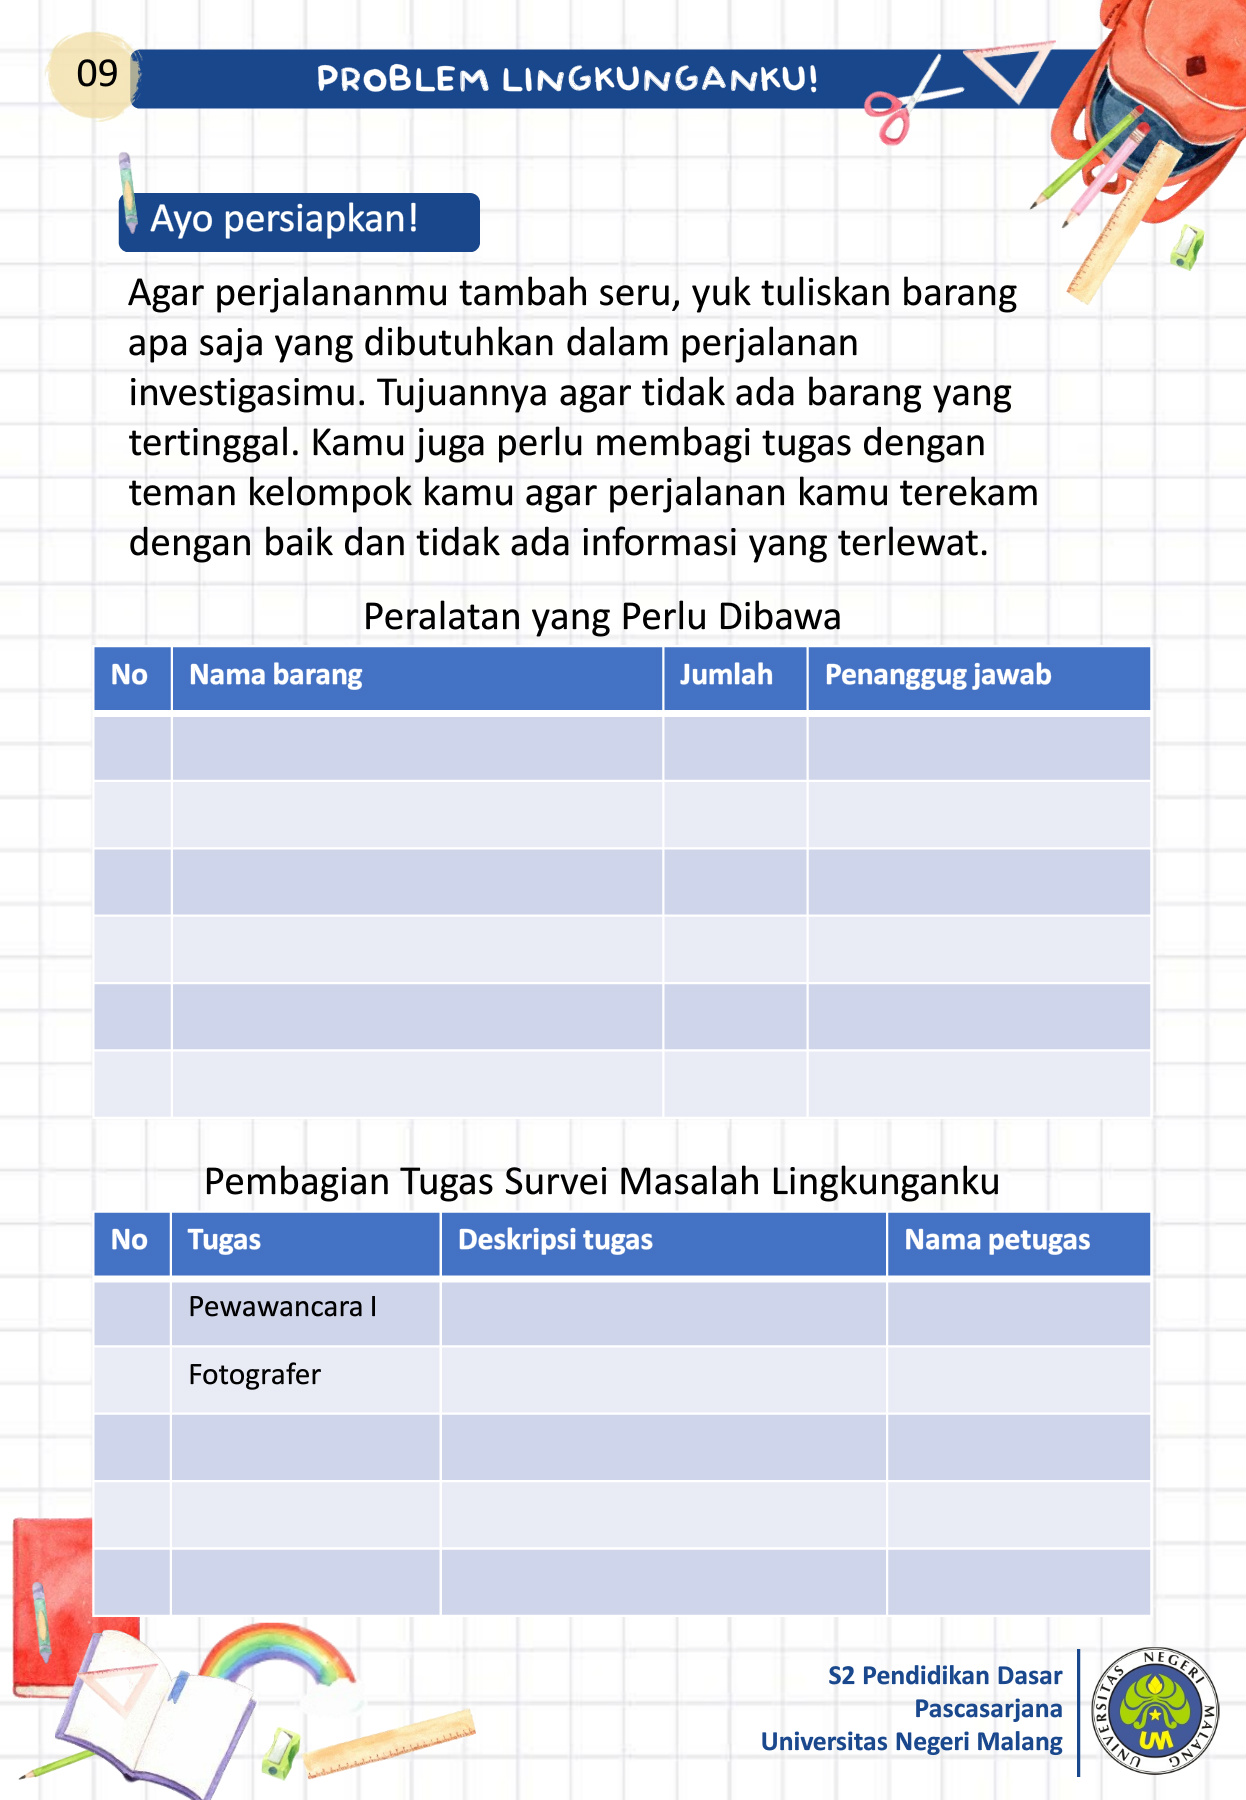 09
PROBLEM LINGKUNGANKU!
Ayo persiapkan!
Agar perjalananmu tambah seru, yuk tuliskan barang
apa saja yang dibutuhkan dalam perjalanan
investigasimu. Tujuannya agar tidak ada barang yang
tertinggal. Kamu juga perlu membagi tugas dengan
teman kelompok kamu agar perjalanan kamu terekam
dengan baik dan tidak ada informasi yang terlewat.
Peralatan yang Perlu Dibawa
No Nama barang Jumlah Penanggug jawab
Pembagian Tugas Survei Masalah Lingkunganku
No Tugas Deskripsi tugas Nama petugas
Pewawancara I
Fotografer
S2 Pendidikan Dasar
Pascasarjana
Universitas Negeri Malang
UNIVERSITAS NEGERI MALANG
UM